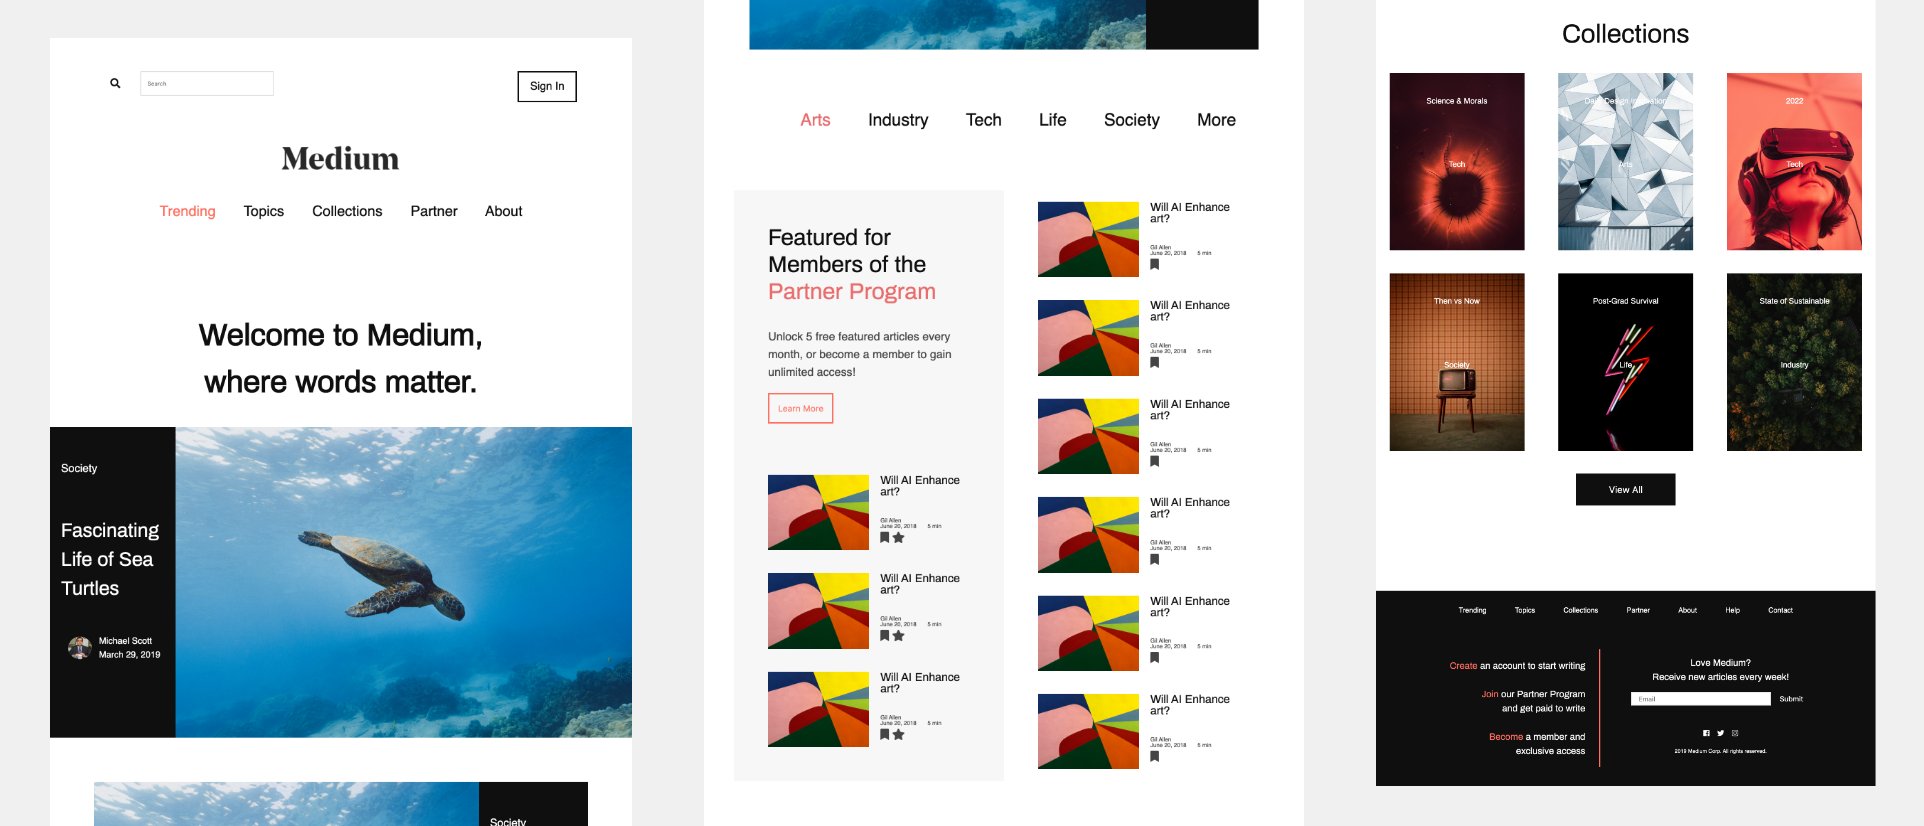 Search
Sign In
Medium
Trending Topics Collections Partner About
Welcome to Medium,
where words matter.
Society
Fascinating
Life of Sea
Turtles
Michael Scott
March 29, 2019
Society
Arts Industry Tech Life Society More
Featured for
Members of the
Partner Program
Unlock 5 free featured articles every
month, or become a member to gain
unlimited access!
Learn More
Will AI Enhance
art?
Gil Allen
June 20, 2018 5 min
Will AI Enhance
art?
Gil Allen
June 20, 2018 5 min
Will AI Enhance
art?
Gil Allen
June 20, 2018 5 min
Will AI Enhance
art?
Gil Allen
June 20, 2018 5 min
Will AI Enhance
art?
Gil Allen
June 20, 2018 5 min
Will AI Enhance
art?
Gil Allen
June 20, 2018 5 min
Will AI Enhance
art?
Gil Allen
June 20, 2018 5 min
Will AI Enhance
art?
Gil Allen
June 20, 2018 5 min
Will AI Enhance
art?
Gil Allen
June 20, 2018 5 min
Collections
Science & Morals
Tech
Daily Design Inspiration
Arts
2022
Tech
Then vs Now
Society
Post-Grad Survival
Life
State of Sustainable
Industry
View All
Trending Topics Collections Partner About Help Contact
Create an account to start writing
Join our Partner Program
and get paid to write
Become a member and
exclusive access
Love Medium?
Receive new articles every week!
Email Submit
2019 Medium Corp. All rights reserved.